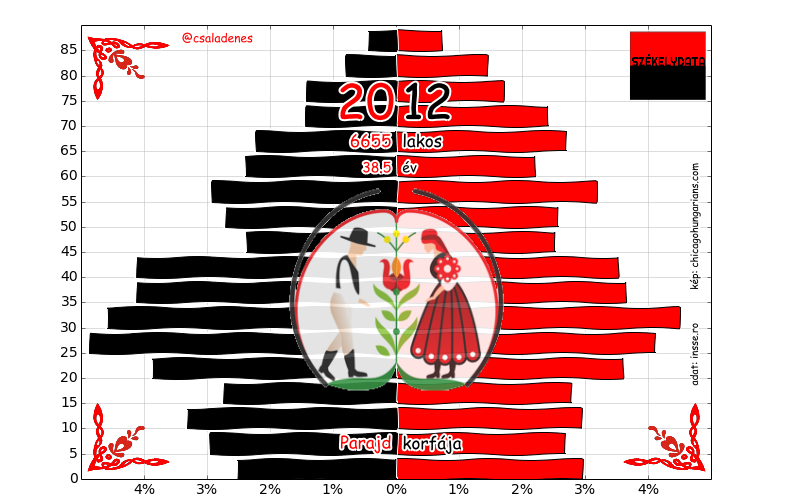 @csaladenes
SZÉKELYDATA
2012
6655 lakos
38.5 év
Parajd korfája
kép: chicagohungarians.com
adat: insse.ro
85
80
75
70
65
60
55
50
45
40
35
30
25
20
15
10
5
0
4% 3% 2% 1% 0% 1% 2% 3% 4%